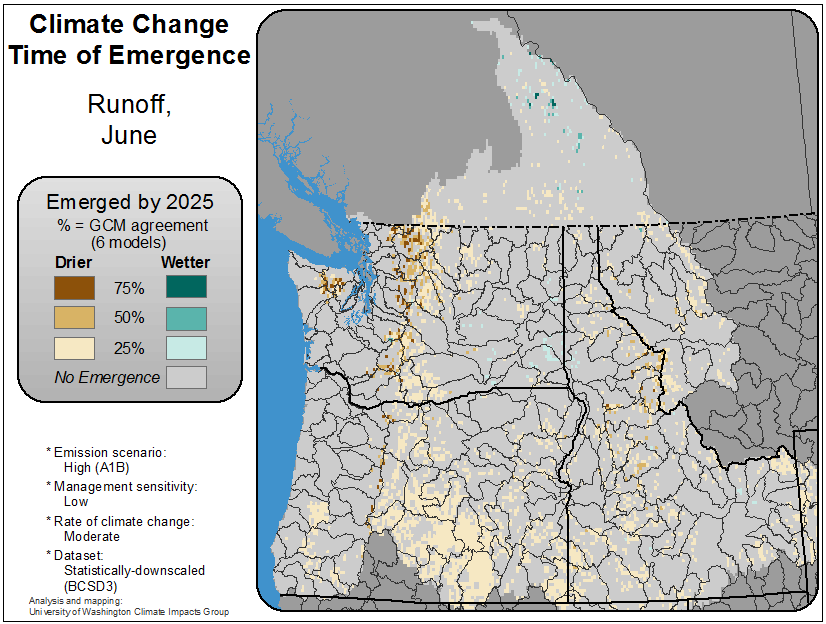 Climate Change
Time of Emergence
Runoff,
June
Emerged by 2025
% = GCM agreement
(6 models)
Drier Wetter
75%
50%
25%
No Emergence
* Emission scenario:
High (A1B)
* Management sensitivity:
Low
* Rate of climate change:
Moderate
* Dataset:
Statistically-downscaled
(BCSD3)
Analysis and mapping:
University of Washington Climate Impacts Group